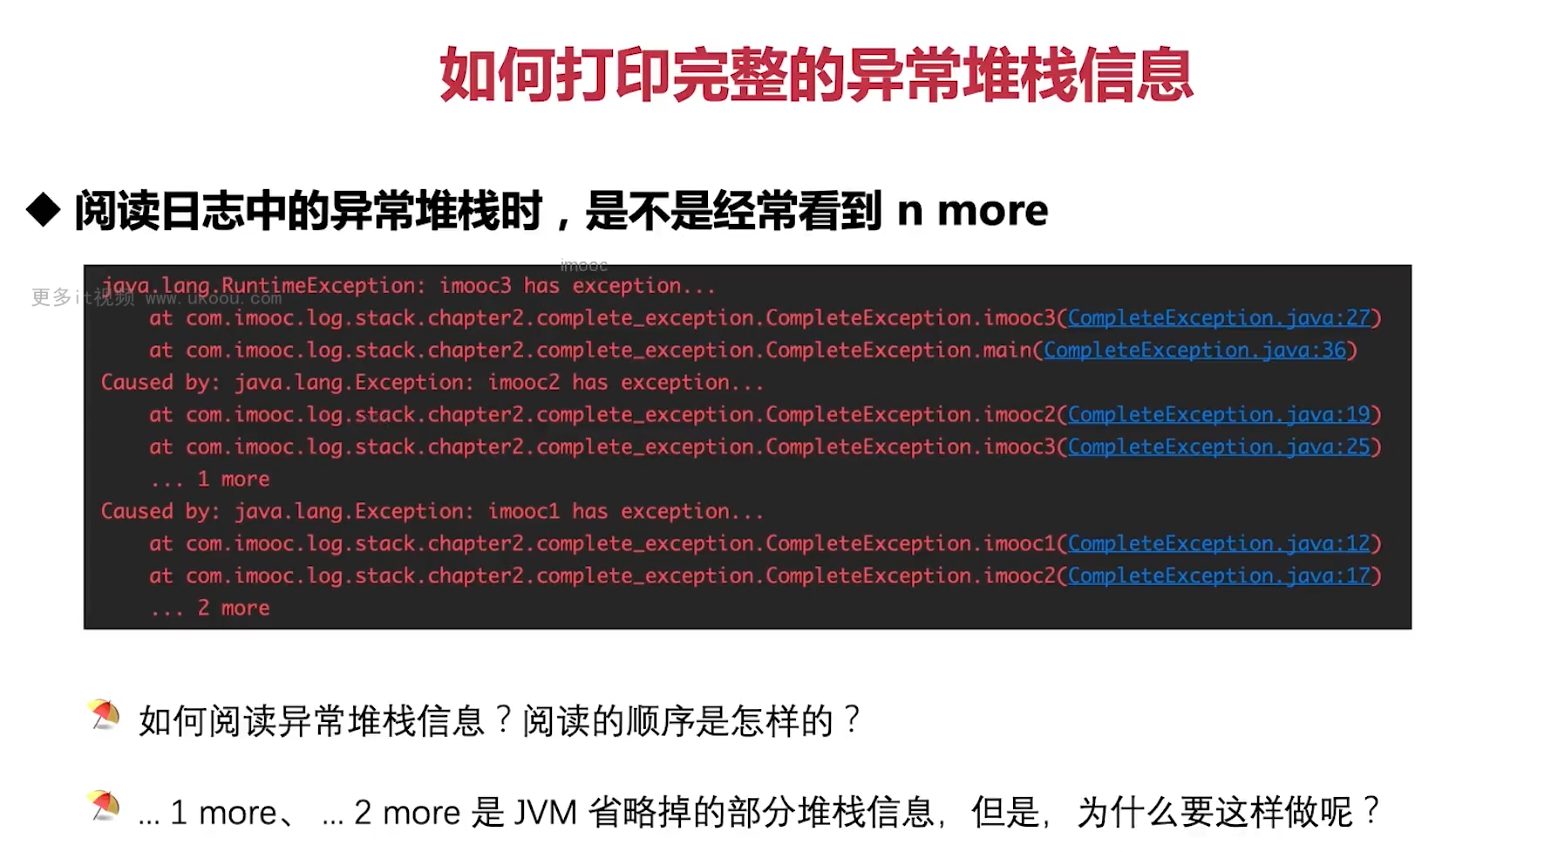 如何打印完整的异常堆栈信息
◆ 阅读日志中的异常堆栈时，是不是经常看到 n more
imooc
java.lang.RuntimeException: imooc3 has exception...
更多it视频 www.ukoou.com
at com.imooc.log.stack.chapter2.complete_exception.CompleteException.imooc3(CompleteException.java:27)
at com.imooc.log.stack.chapter2.complete_exception.CompleteException.main(CompleteException.java:36)
Caused by: java.lang.Exception: imooc2 has exception...
at com.imooc.log.stack.chapter2.complete_exception.CompleteException.imooc2(CompleteException.java:19)
at com.imooc.log.stack.chapter2.complete_exception.CompleteException.imooc3(CompleteException.java:25)
... 1 more
Caused by: java.lang.Exception: imooc1 has exception...
at com.imooc.log.stack.chapter2.complete_exception.CompleteException.imooc1(CompleteException.java:12)
at com.imooc.log.stack.chapter2.complete_exception.CompleteException.imooc2(CompleteException.java:17)
... 2 more
如何阅读异常堆栈信息？阅读的顺序是怎样的？
... 1 more、 ... 2 more 是 JVM 省略掉的部分堆栈信息，但是，为什么要这样做呢？